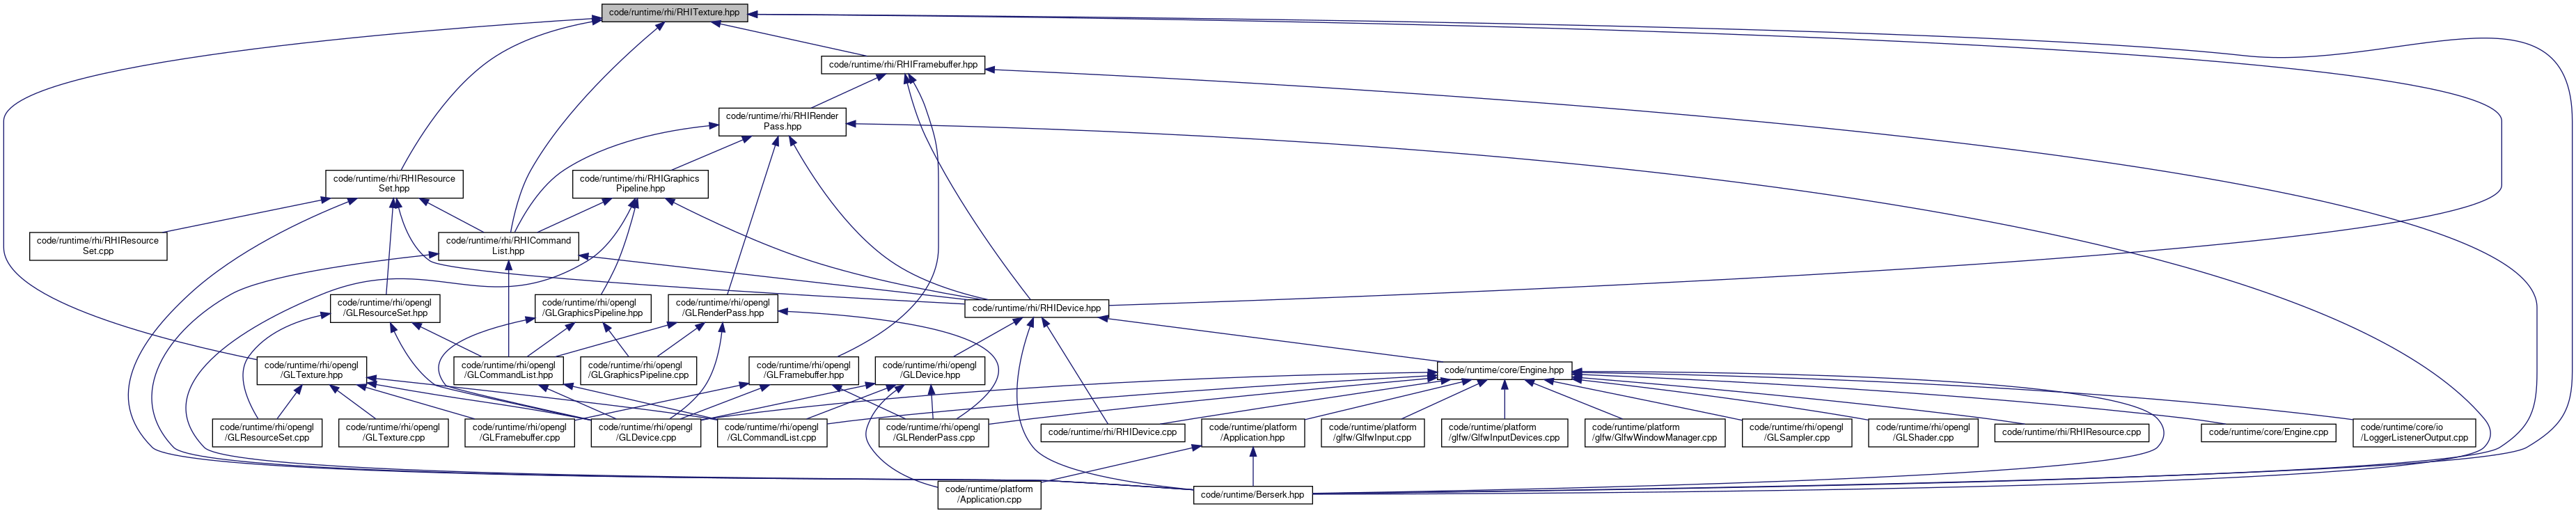 code/runtime/rhi/RHITexture.hpp
code/runtime/rhi/RHIFramebuffer.hpp
code/runtime/rhi/RHIRender
Pass.hpp
code/runtime/rhi/RHIResource
Set.hpp
code/runtime/rhi/RHIGraphics
Pipeline.hpp
code/runtime/rhi/RHIResource
Set.cpp
code/runtime/rhi/RHICommand
List.hpp
code/runtime/rhi/opengl
/GLResourceSet.hpp
code/runtime/rhi/opengl
/GLGraphicsPipeline.hpp
code/runtime/rhi/opengl
/GLRenderPass.hpp
code/runtime/rhi/RHIDevice.hpp
code/runtime/rhi/opengl
/GLTexture.hpp
code/runtime/rhi/opengl
/GLCommandList.hpp
code/runtime/rhi/opengl
/GLGraphicsPipeline.cpp
code/runtime/rhi/opengl
/GLFramebuffer.hpp
code/runtime/rhi/opengl
/GLDevice.hpp
code/runtime/core/Engine.hpp
code/runtime/rhi/opengl
/GLResourceSet.cpp
code/runtime/rhi/opengl
/GLTexture.cpp
code/runtime/rhi/opengl
/GLFramebuffer.cpp
code/runtime/rhi/opengl
/GLDevice.cpp
code/runtime/rhi/opengl
/GLCommandList.cpp
code/runtime/rhi/opengl
/GLRenderPass.cpp
code/runtime/rhi/RHIDevice.cpp
code/runtime/platform
/Application.hpp
code/runtime/platform
/glfw/GlfwInput.cpp
code/runtime/platform
/glfw/GlfwInputDevices.cpp
code/runtime/platform
/glfw/GlfwWindowManager.cpp
code/runtime/rhi/opengl
/GLSampler.cpp
code/runtime/rhi/opengl
/GLShader.cpp
code/runtime/rhi/RHIResource.cpp
code/runtime/core/Engine.cpp
code/runtime/core/io
/LoggerListenerOutput.cpp
code/runtime/platform
/Application.cpp
code/runtime/Berserk.hpp